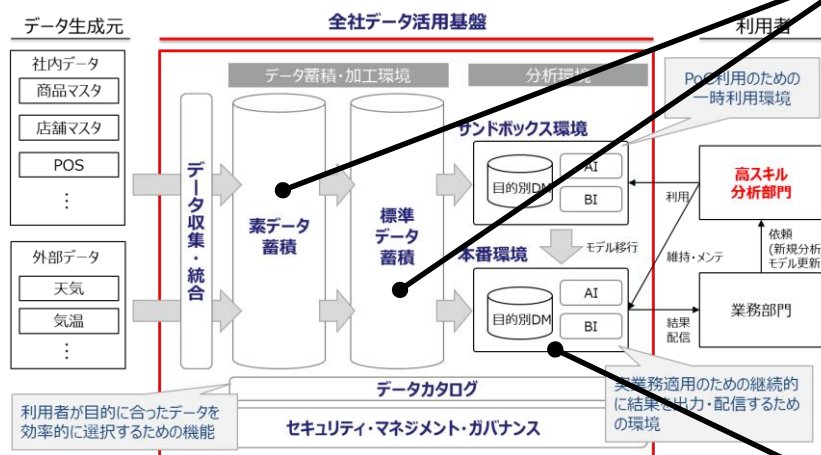 データ生成元
全社データ活用基盤
利用者
社内データ
商品マスタ
店舗マスタ
POS
⋮
外部データ
天気
気温
⋮
データ収集・統合
データ蓄積・加工環境
素データ
蓄積
標準
データ
蓄積
分析環境
サンドボックス環境
目的別DM
AI
BI
モデル移行
本番環境
目的別DM
AI
BI
PoC利用のための
一時利用環境
高スキル
分析部門
利用
維持・メンテ
依頼
(新規分析
モデル更新
業務部門
結果
配信
データカタログ
セキュリティ・マネジメント・ガバナンス
利用者が目的に合ったデータを
効率的に選択するための機能
実業務適用のための継続的
に結果を出力・配信するため
の環境